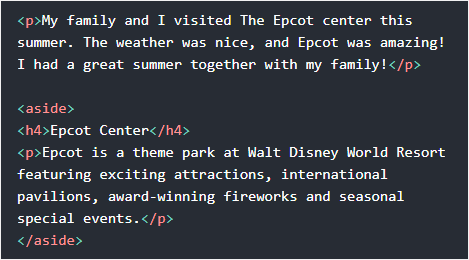 <p>My family and I visited The Epcot center this
summer. The weather was nice, and Epcot was amazing!
I had a great summer together with my family!</p>
<aside>
<h4>Epcot Center</h4>
<p>Epcot is a theme park at Walt Disney World Resort
featuring exciting attractions, international
pavilions, award-winning fireworks and seasonal
special events.</p>
</aside>